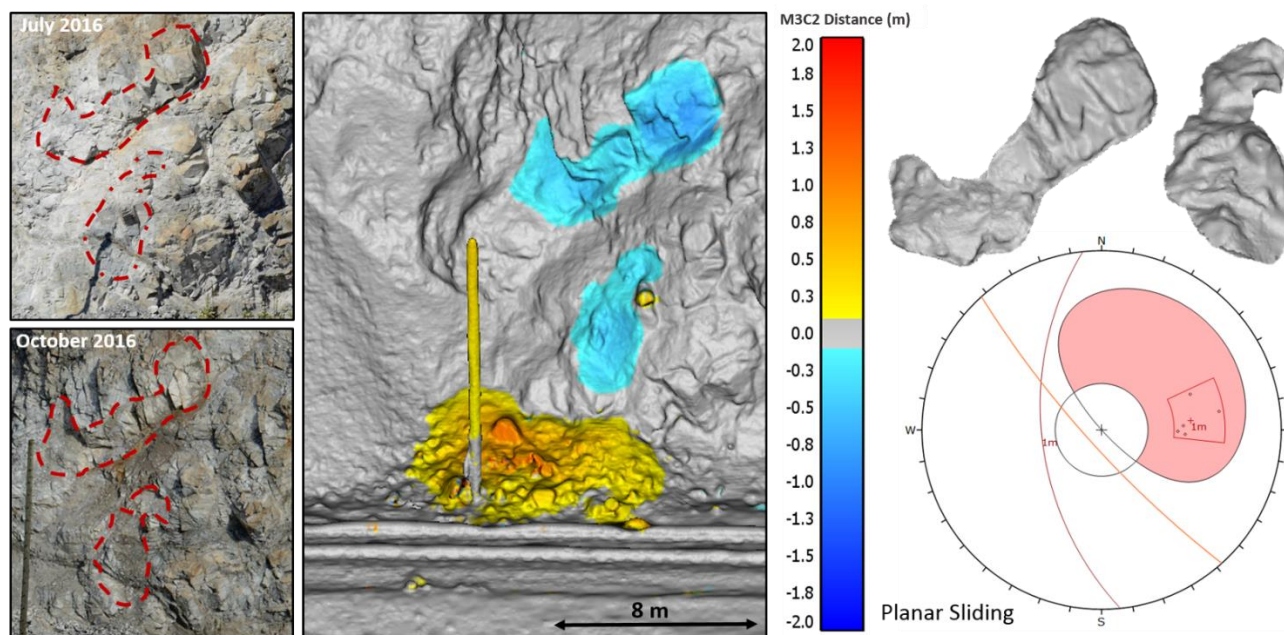 July 2016
October 2016
8 m
M3C2 Distance (m)
2.0
1.8
1.5
1.3
1.0
0.8
0.5
0.3
0.0
-0.3
-0.5
-0.8
-1.0
-1.3
-1.5
-1.8
-2.0
N
W
E
S
1m
1m
Planar Sliding